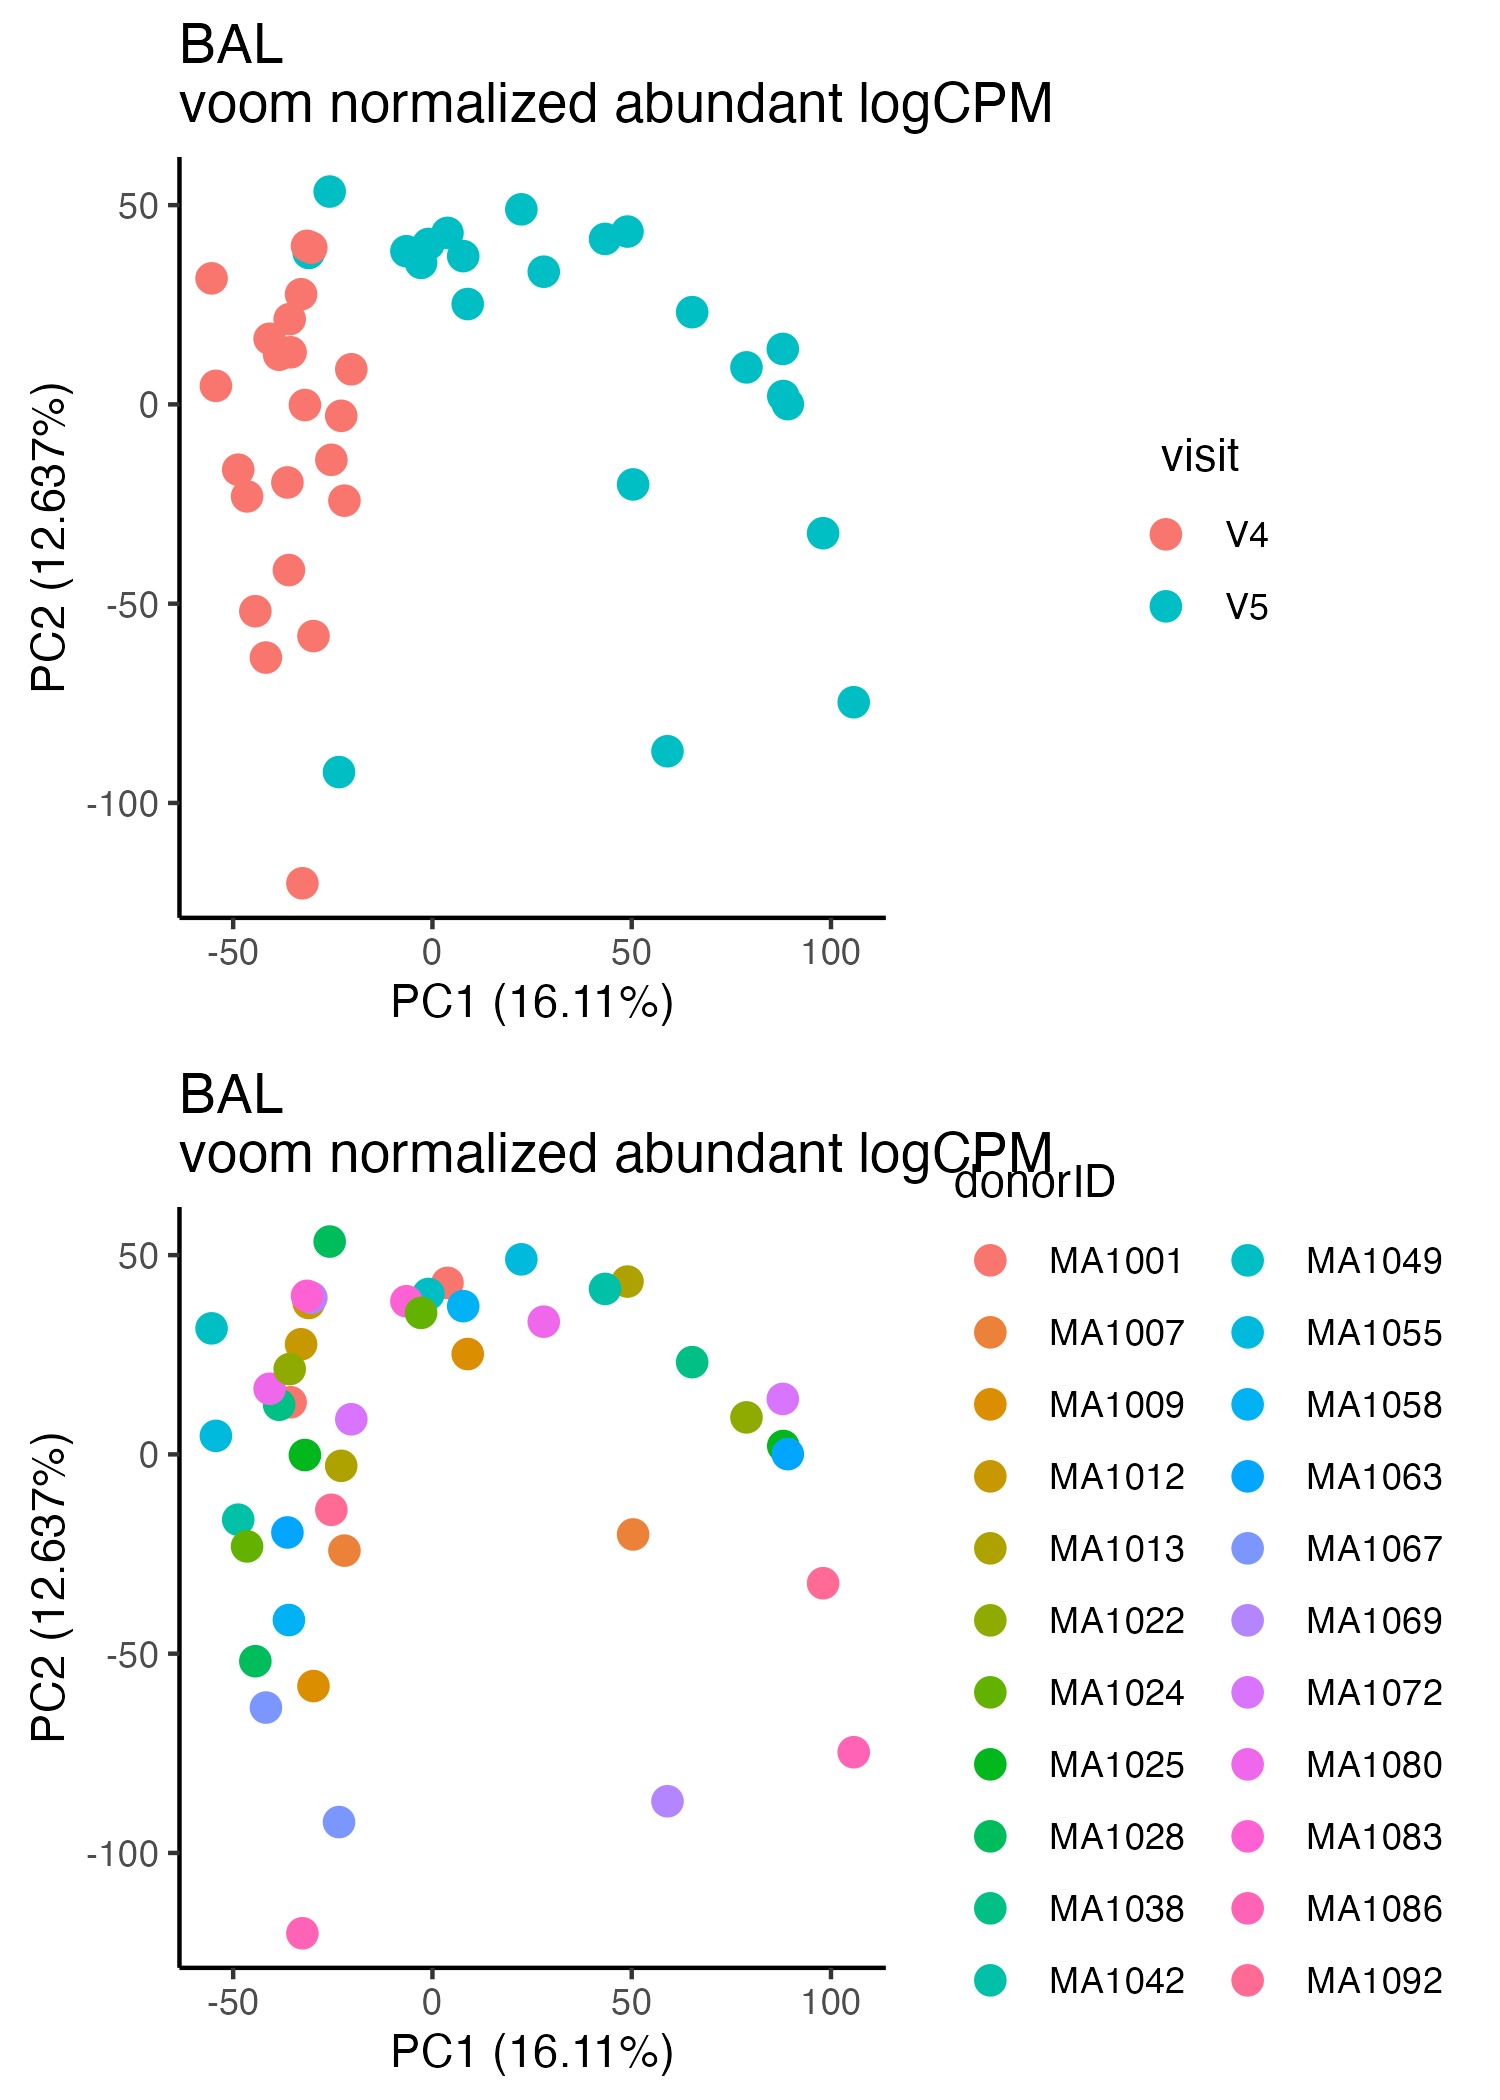 BAL
voom normalized abundant logCPM
50
0
-50
-100
PC2 (12.637%)
-50 0 50 100
PC1 (16.11%)
visit
V4
V5
BAL
voom normalized abundant logCPM
50
0
-50
-100
PC2 (12.637%)
-50 0 50 100
PC1 (16.11%)
donorID
MA1001 MA1049
MA1007 MA1055
MA1009 MA1058
MA1012 MA1063
MA1013 MA1067
MA1022 MA1069
MA1024 MA1072
MA1025 MA1080
MA1028 MA1083
MA1038 MA1086
MA1042 MA1092